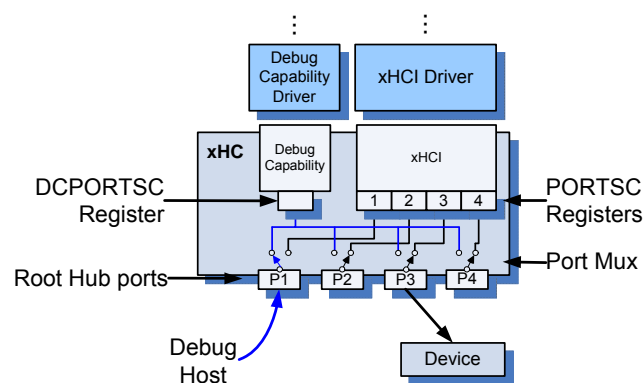 ⋮ ⋮
Debug
Capability
Driver
xHCI Driver
xHC
Debug
Capability
xHCI
DCPORTSC
Register
1 2 3 4
PORTSC
Registers
Port Mux
Root Hub ports
P1 P2 P3 P4
Debug
Host
Device